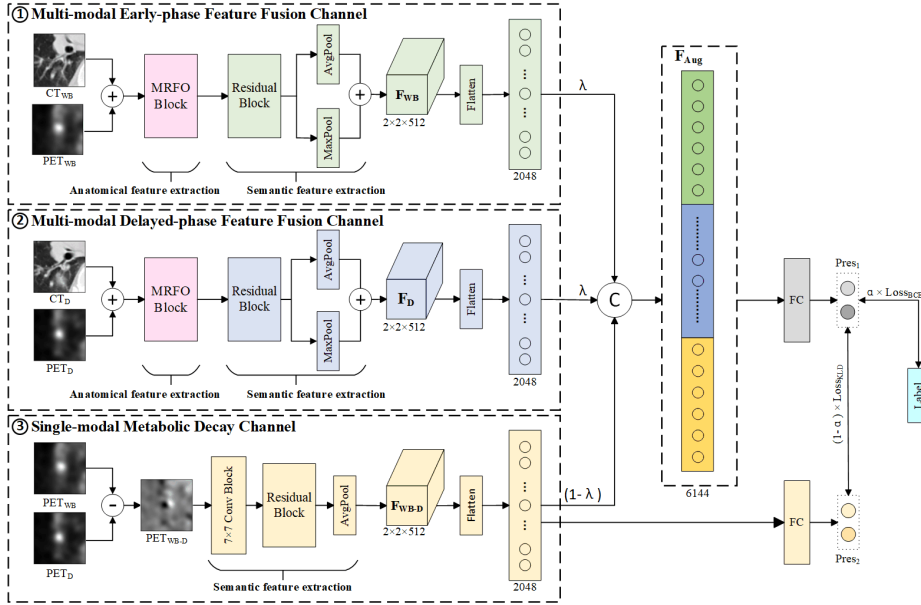 ① Multi-modal Early-phase Feature Fusion Channel
CT_WB
PET_WB
+
MRFO Block
Residual Block
AvgPool
MaxPool
+
F_WB
2×2×512
Flatten
...
...
2048
Anatomical feature extraction
Semantic feature extraction
λ
② Multi-modal Delayed-phase Feature Fusion Channel
CT_D
PET_D
+
MRFO Block
Residual Block
AvgPool
MaxPool
+
F_D
2×2×512
Flatten
...
...
2048
Anatomical feature extraction
Semantic feature extraction
λ
③ Single-modal Metabolic Decay Channel
PET_WB
PET_D
-
PET_WB-D
7×7 Conv Block
Residual Block
AvgPool
F_WB-D
2×2×512
Flatten
...
...
2048
Semantic feature extraction
(1- λ)
C
F_Aug
6144
FC
Pres₁
α × Loss_BCE
Label
(1- α) × Loss_KLD
FC
Pres₂